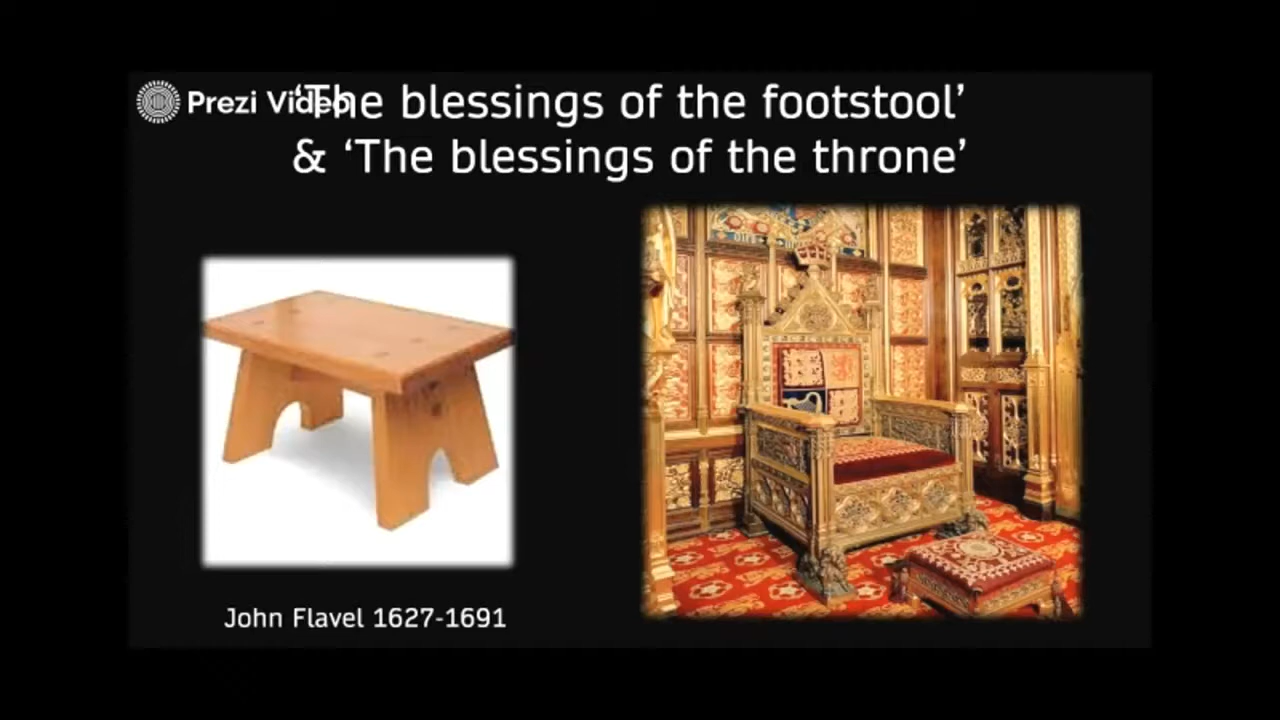 Prezi Video
‘The blessings of the footstool’
& ‘The blessings of the throne’
John Flavel 1627-1691